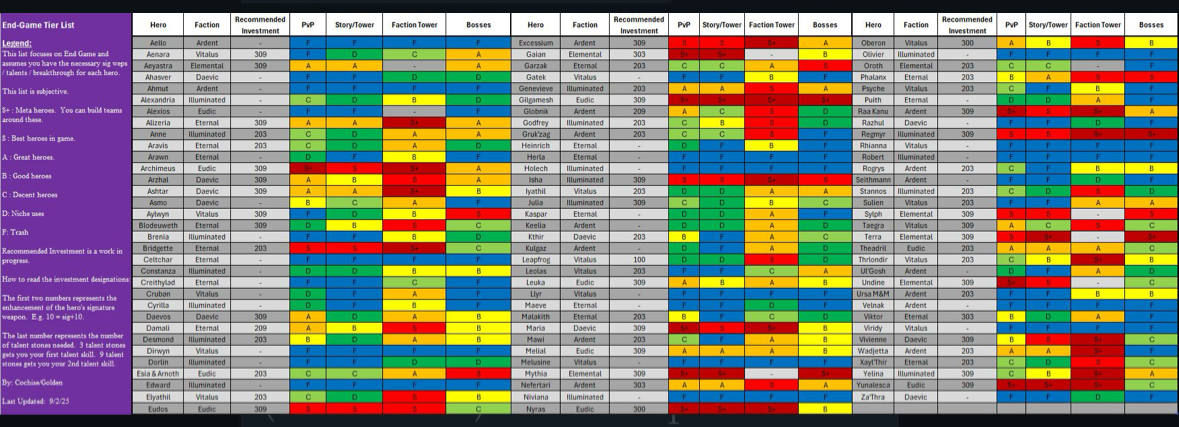 End-Game Tier List
Legend:
This list focuses on End Game and
assumes you have the necessary sig weps
/ talents / breakthrough for each hero.
This list is subjective.
S+ : Meta heroes. You can build teams
around these.
S : Best heroes in game.
A : Great heroes.
B : Good heroes
C : Decent heroes
D: Niche uses
F: Trash
Recommended Investment is a work in
progress.
How to read the investment designations:
The first two numbers represents the
enhancement of the hero's signature
weapon. E.g. 10 = sig+10.
The last number represents the number
of talent stones needed. 3 talent stones
gets you your first talent skill. 9 talent
stones gets you your 2nd talent skill.
By: Cochise/Golden
Last Updated: 9/2/25
Hero Faction Recommended Investment PvP Story/Tower Faction Tower Bosses Hero Faction Recommended Investment PvP Story/Tower Faction Tower Bosses Hero Faction Recommended Investment PvP Story/Tower Faction Tower Bosses
Aello Ardent - F F F F Excessium Ardent 309 S S S+ A Oberon Vitalus 300 A B S B
Aenara Vitalus 309 F D C A Gaian Elemental 303 S+ S+ - B Olivier Illuminated - F F F F
Aeyastra Elemental 309 A A - A Garzak Eternal 203 C C A S Oroth Elemental 203 C C - F
Ahasver Daevic - F F D D Gatek Vitalus - F F B F Phalanx Eternal 309 B A S S
Ahmut Ardent - F F F F Genevieve Illuminated 309 A A S A Psyche Vitalus 203 C F B F
Alexandria Illuminated - C D B D Gilgamesh Eudic 309 S+ S+ S+ S+ Puith Eternal - D D A F
Alexios Eudic - F F - F Globnik Ardent 209 A C S D Raa Kanu Ardent 309 S+ S S+ A
Alizeria Eternal 309 A A S+ A Godfrey Illuminated 203 C B S D Razhul Daevic - F F D F
Anne Illuminated 203 C D A A Gruk'zag Ardent 203 C C S F Regmyr Illuminated 309 S S S+ S+
Aravis Eternal 203 C D A D Heinrich Eternal - D F B F Rhianna Vitalus - F F F F
Arawn Eternal - D F B F Herla Eternal - F F F F Robert Illuminated - F F F F
Archimeus Eudic 309 S+ S S+ A Holech Illuminated - F F F F Rogrys Ardent 203 C F B B
Arzhal Daevic 309 A B S A Isha Illuminated 309 S S S+ S Seithmann Ardent - F F F F
Ashtar Daevic 309 A A S+ B Iyathil Vitalus 203 D D A A Stannos Illuminated 203 C D S D
Asmo Daevic 203 B C A F Julia Illuminated 209 C C B C Sulien Vitalus 203 C F A A
Aylwyn Vitalus 309 F D B S Kaspar Eternal - D D A B Sylph Elemental 309 S S - S
Blodeuweth Eternal 309 D B S C Keelia Ardent - D D A F Taegra Vitalus 309 A C S C
Brenia Illuminated - F F B D Kthir Daevic 203 B F A D Terra Elemental 309 S S+ - S+
Bridgette Eternal 203 S S S+ C Kulgaz Ardent - D F A D Theadril Eudic 203 A A A C
Celtchar Eternal - F F F F Leapfrog Vitalus 100 D D S D Thrlondir Vitalus 203 C B S+ B
Constanza Illuminated - D D B B Leolas Vitalus 203 F F C A Ul'Gosh Ardent - F F A C
Creithylad Eternal - F F C F Leuka Eudic 309 A B A B Undine Elemental 309 S+ S - C
Cruban Vitalus - D F A F Llyr Vitalus - F F F F Ursa M&M Ardent 203 F F B B
Cyrilla Illuminated - D F B F Maeve Eternal - F F D F Velnak Ardent - F F F F
Daevos Daevic 309 A D A B Malakith Eternal 309 B F C D Viktor Eternal 303 B D A C
Damali Eternal 209 A B S B Maria Daevic 309 S+ S S+ B Viridy Vitalus - F F F F
Desmond Illuminated 209 B D A B Mawi Ardent 203 C F A B Vivienne Daevic 209 C A S+ C
Dirwyn Vitalus - F F F F Melial Eudic 309 A A A B Wadjetta Ardent 203 A A S+ F
Dorlin Illuminated - F F D D Melusine Vitalus - F F F F Xayl'Thir Eternal 203 C D S C
Esia & Arnoth Eudic 203 C C A S Mythia Elemental 309 S+ S+ - S+ Yelina Illuminated 309 C B S+ A
Edward Illuminated - F F F F Nefertari Ardent 303 A A S A Yunalesca Eudic 309 S+ S+ S+ C
Elyathil Vitalus 203 C D S B Niviana Illuminated - F F F F Za'Thra Daevic - F F D F
Eudos Eudic 309 S S S C Nyras Eudic 300 S+ S+ S+ B